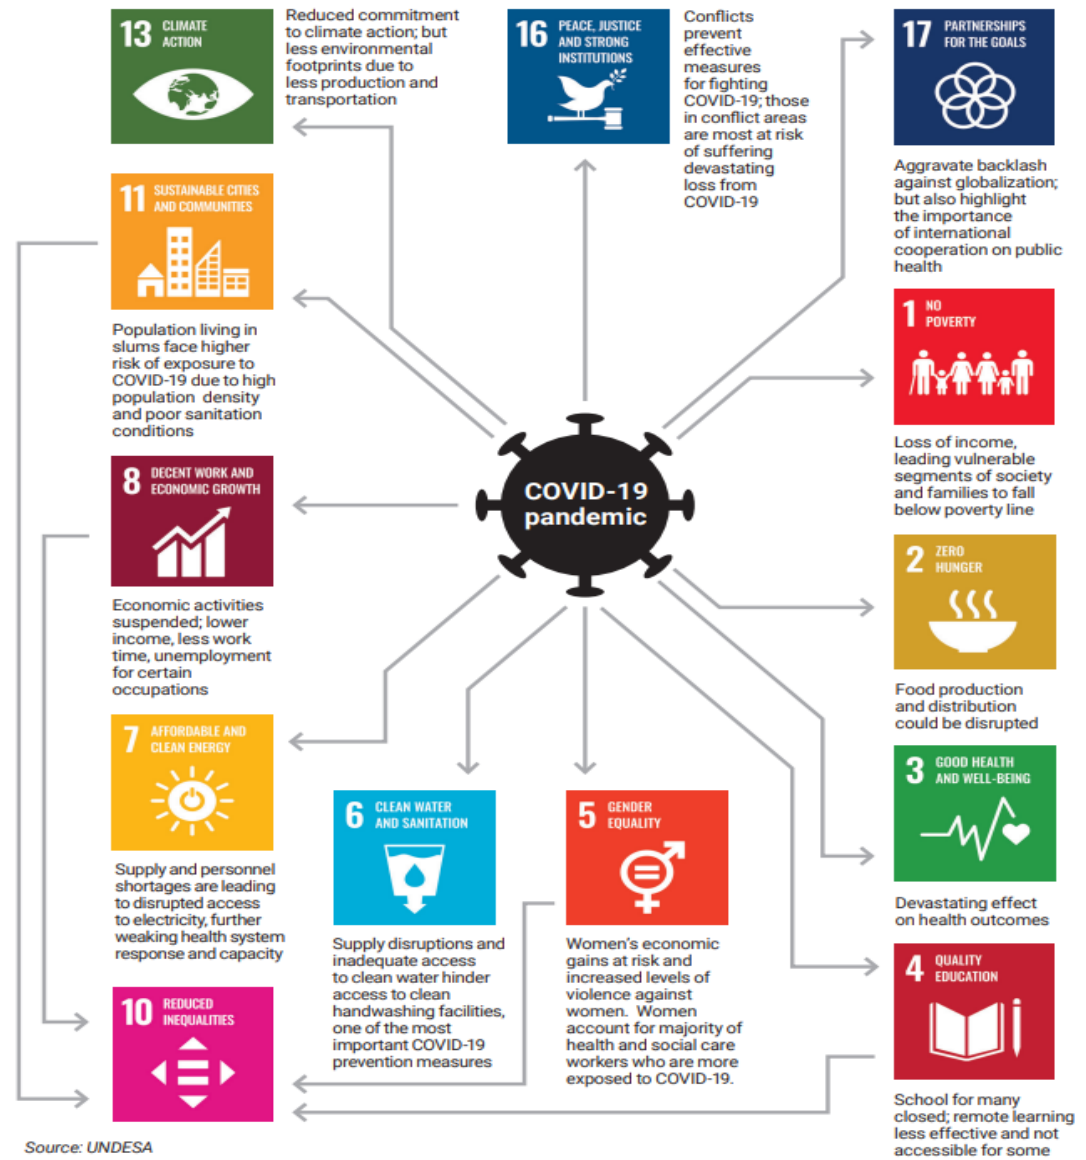 13 CLIMATE
ACTION
Reduced commitment
to climate action; but
less environmental
footprints due to
less production and
transportation
16 PEACE, JUSTICE
AND STRONG
INSTITUTIONS
Conflicts
prevent
effective
measures
for fighting
COVID-19; those
in conflict areas
are most at risk
of suffering
devastating
loss from
COVID-19
17 PARTNERSHIPS
FOR THE GOALS
Aggravate backlash
against globalization;
but also highlight
the importance
of international
cooperation on public
health
11 SUSTAINABLE CITIES
AND COMMUNITIES
Population living in
slums face higher
risk of exposure to
COVID-19 due to high
population density
and poor sanitation
conditions
1 NO
POVERTY
Loss of income,
leading vulnerable
segments of society
and families to fall
below poverty line
8 DECENT WORK AND
ECONOMIC GROWTH
Economic activities
suspended; lower
income, less work
time, unemployment
for certain
occupations
COVID-19
pandemic
2 ZERO
HUNGER
Food production
and distribution
could be disrupted
7 AFFORDABLE AND
CLEAN ENERGY
Supply and personnel
shortages are leading
to disrupted access
to electricity, further
weaking health system
response and capacity
3 GOOD HEALTH
AND WELL-BEING
Devastating effect
on health outcomes
6 CLEAN WATER
AND SANITATION
Supply disruptions and
inadequate access
to clean water hinder
access to clean
handwashing facilities,
one of the most
important COVID-19
prevention measures
5 GENDER
EQUALITY
Women's economic
gains at risk and
increased levels of
violence against
women. Women
account for majority of
health and social care
workers who are more
exposed to COVID-19.
4 QUALITY
EDUCATION
School for many
closed; remote learning
less effective and not
accessible for some
10 REDUCED
INEQUALITIES
Source: UNDESA